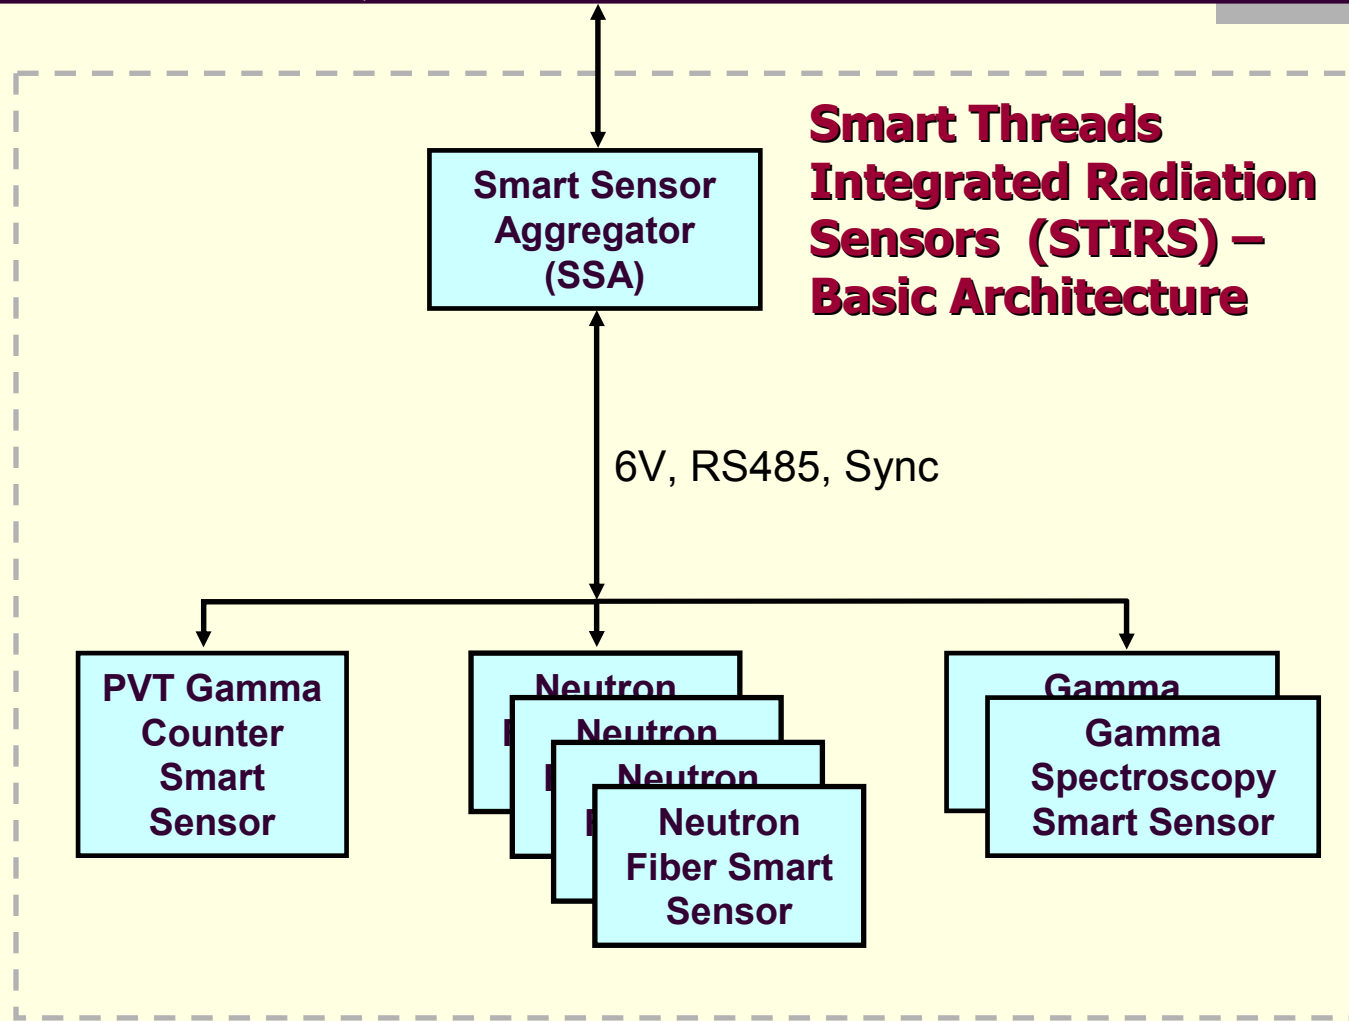 Smart Threads
Integrated Radiation
Sensors (STIRS) –
Basic Architecture
Smart Sensor
Aggregator
(SSA)
6V, RS485, Sync
PVT Gamma
Counter
Smart
Sensor
Neutron
Neutron
Neutron
Neutron
Fiber Smart
Sensor
Gamma
Gamma
Spectroscopy
Smart Sensor